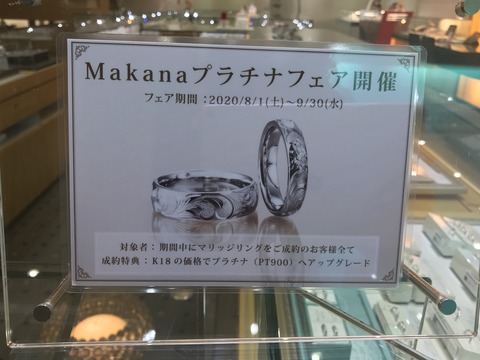 Makanaプラチナフェア開催
フェア期間：2020/8/1(土)～9/30(水)
対象者：期間中にマリッジリングをご成約のお客様全て
成約特典：K18の価格でプラチナ（PT900）へアップグレード